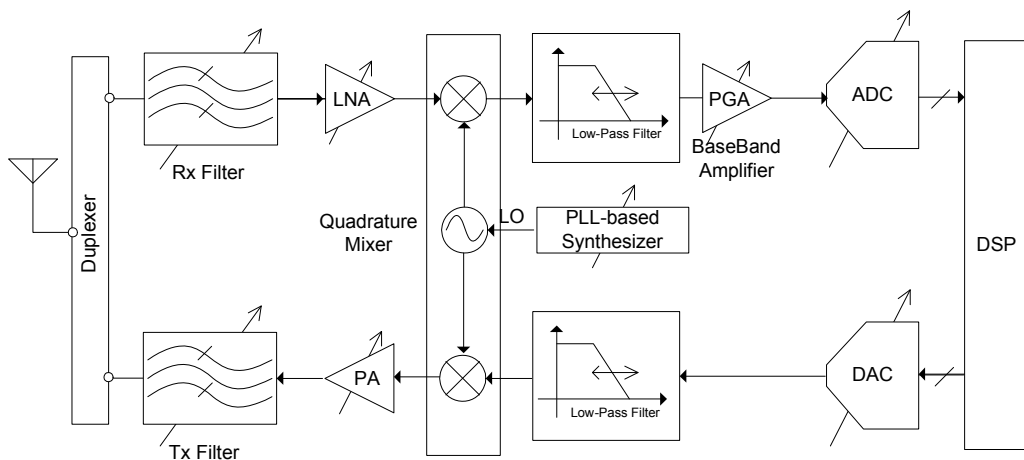 Duplexer
Rx Filter
LNA
Quadrature
Mixer
LO
PLL-based
Synthesizer
Low-Pass Filter
PGA
BaseBand
Amplifier
ADC
DSP
Tx Filter
PA
Low-Pass Filter
DAC